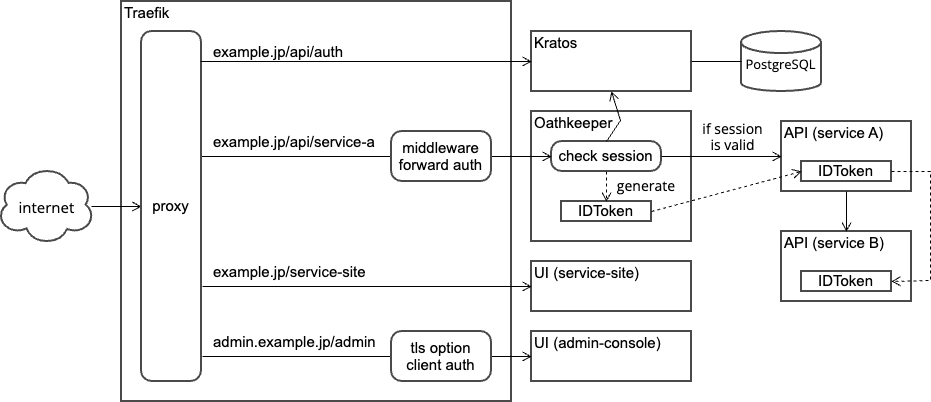 Traefik
internet
proxy
example.jp/api/auth
example.jp/api/service-a
middleware
forward auth
example.jp/service-site
admin.example.jp/admin
tls option
client auth
Kratos
PostgreSQL
Oathkeeper
check session
generate
IDToken
if session
is valid
API (service A)
IDToken
API (service B)
IDToken
UI (service-site)
UI (admin-console)